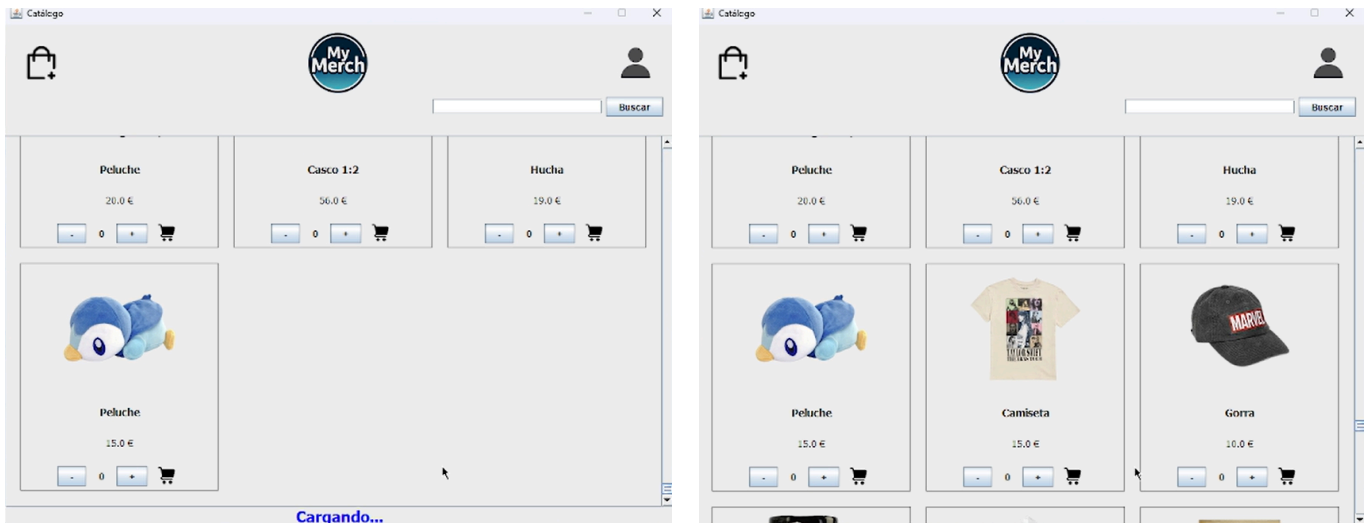 Catálogo
My
Merch
Buscar
Peluche
Casco 1:2
Hucha
20.0 €
56.0 €
19.0 €
- 0 +
- 0 +
- 0 +
Peluche
15.0 €
- 0 +
Cargando...
Catálogo
My
Merch
Buscar
Peluche
Casco 1:2
Hucha
20.0 €
56.0 €
19.0 €
- 0 +
- 0 +
- 0 +
MARVEL
Peluche
Camiseta
Gorra
15.0 €
15.0 €
10.0 €
- 0 +
- 0 +
- 0 +